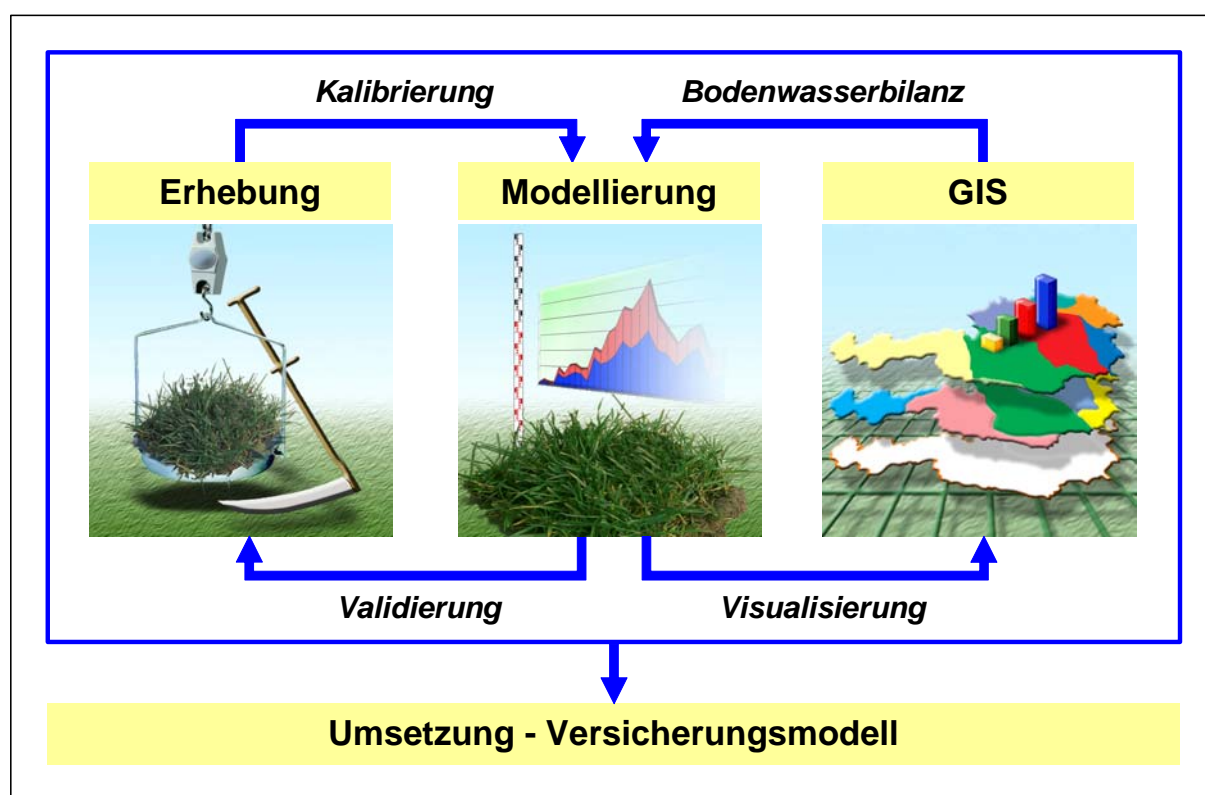 Kalibrierung
Bodenwasserbilanz
Erhebung
Modellierung
GIS
Validierung
Visualisierung
Umsetzung - Versicherungsmodell